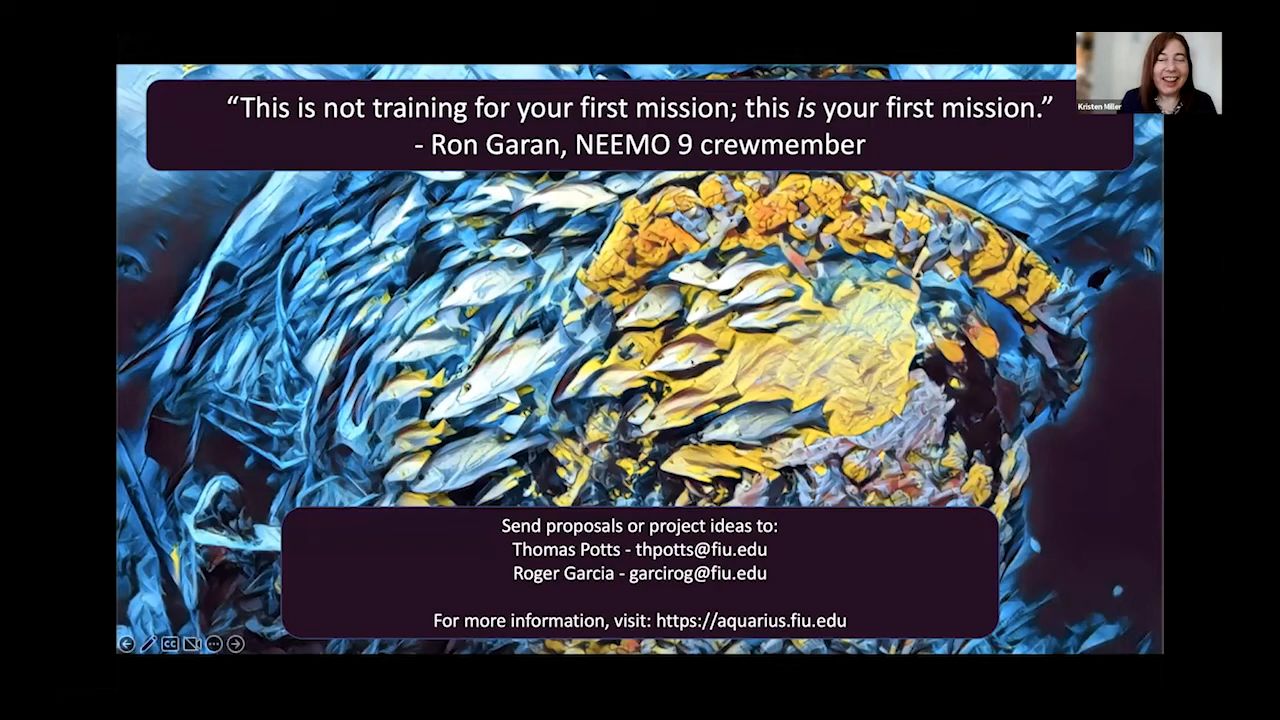 “This is not training for your first mission; this is your first mission.”
- Ron Garan, NEEMO 9 crewmember
Kristen Miller
Send proposals or project ideas to:
Thomas Potts - thpotts@fiu.edu
Roger Garcia - garcirog@fiu.edu
For more information, visit: https://aquarius.fiu.edu
CC